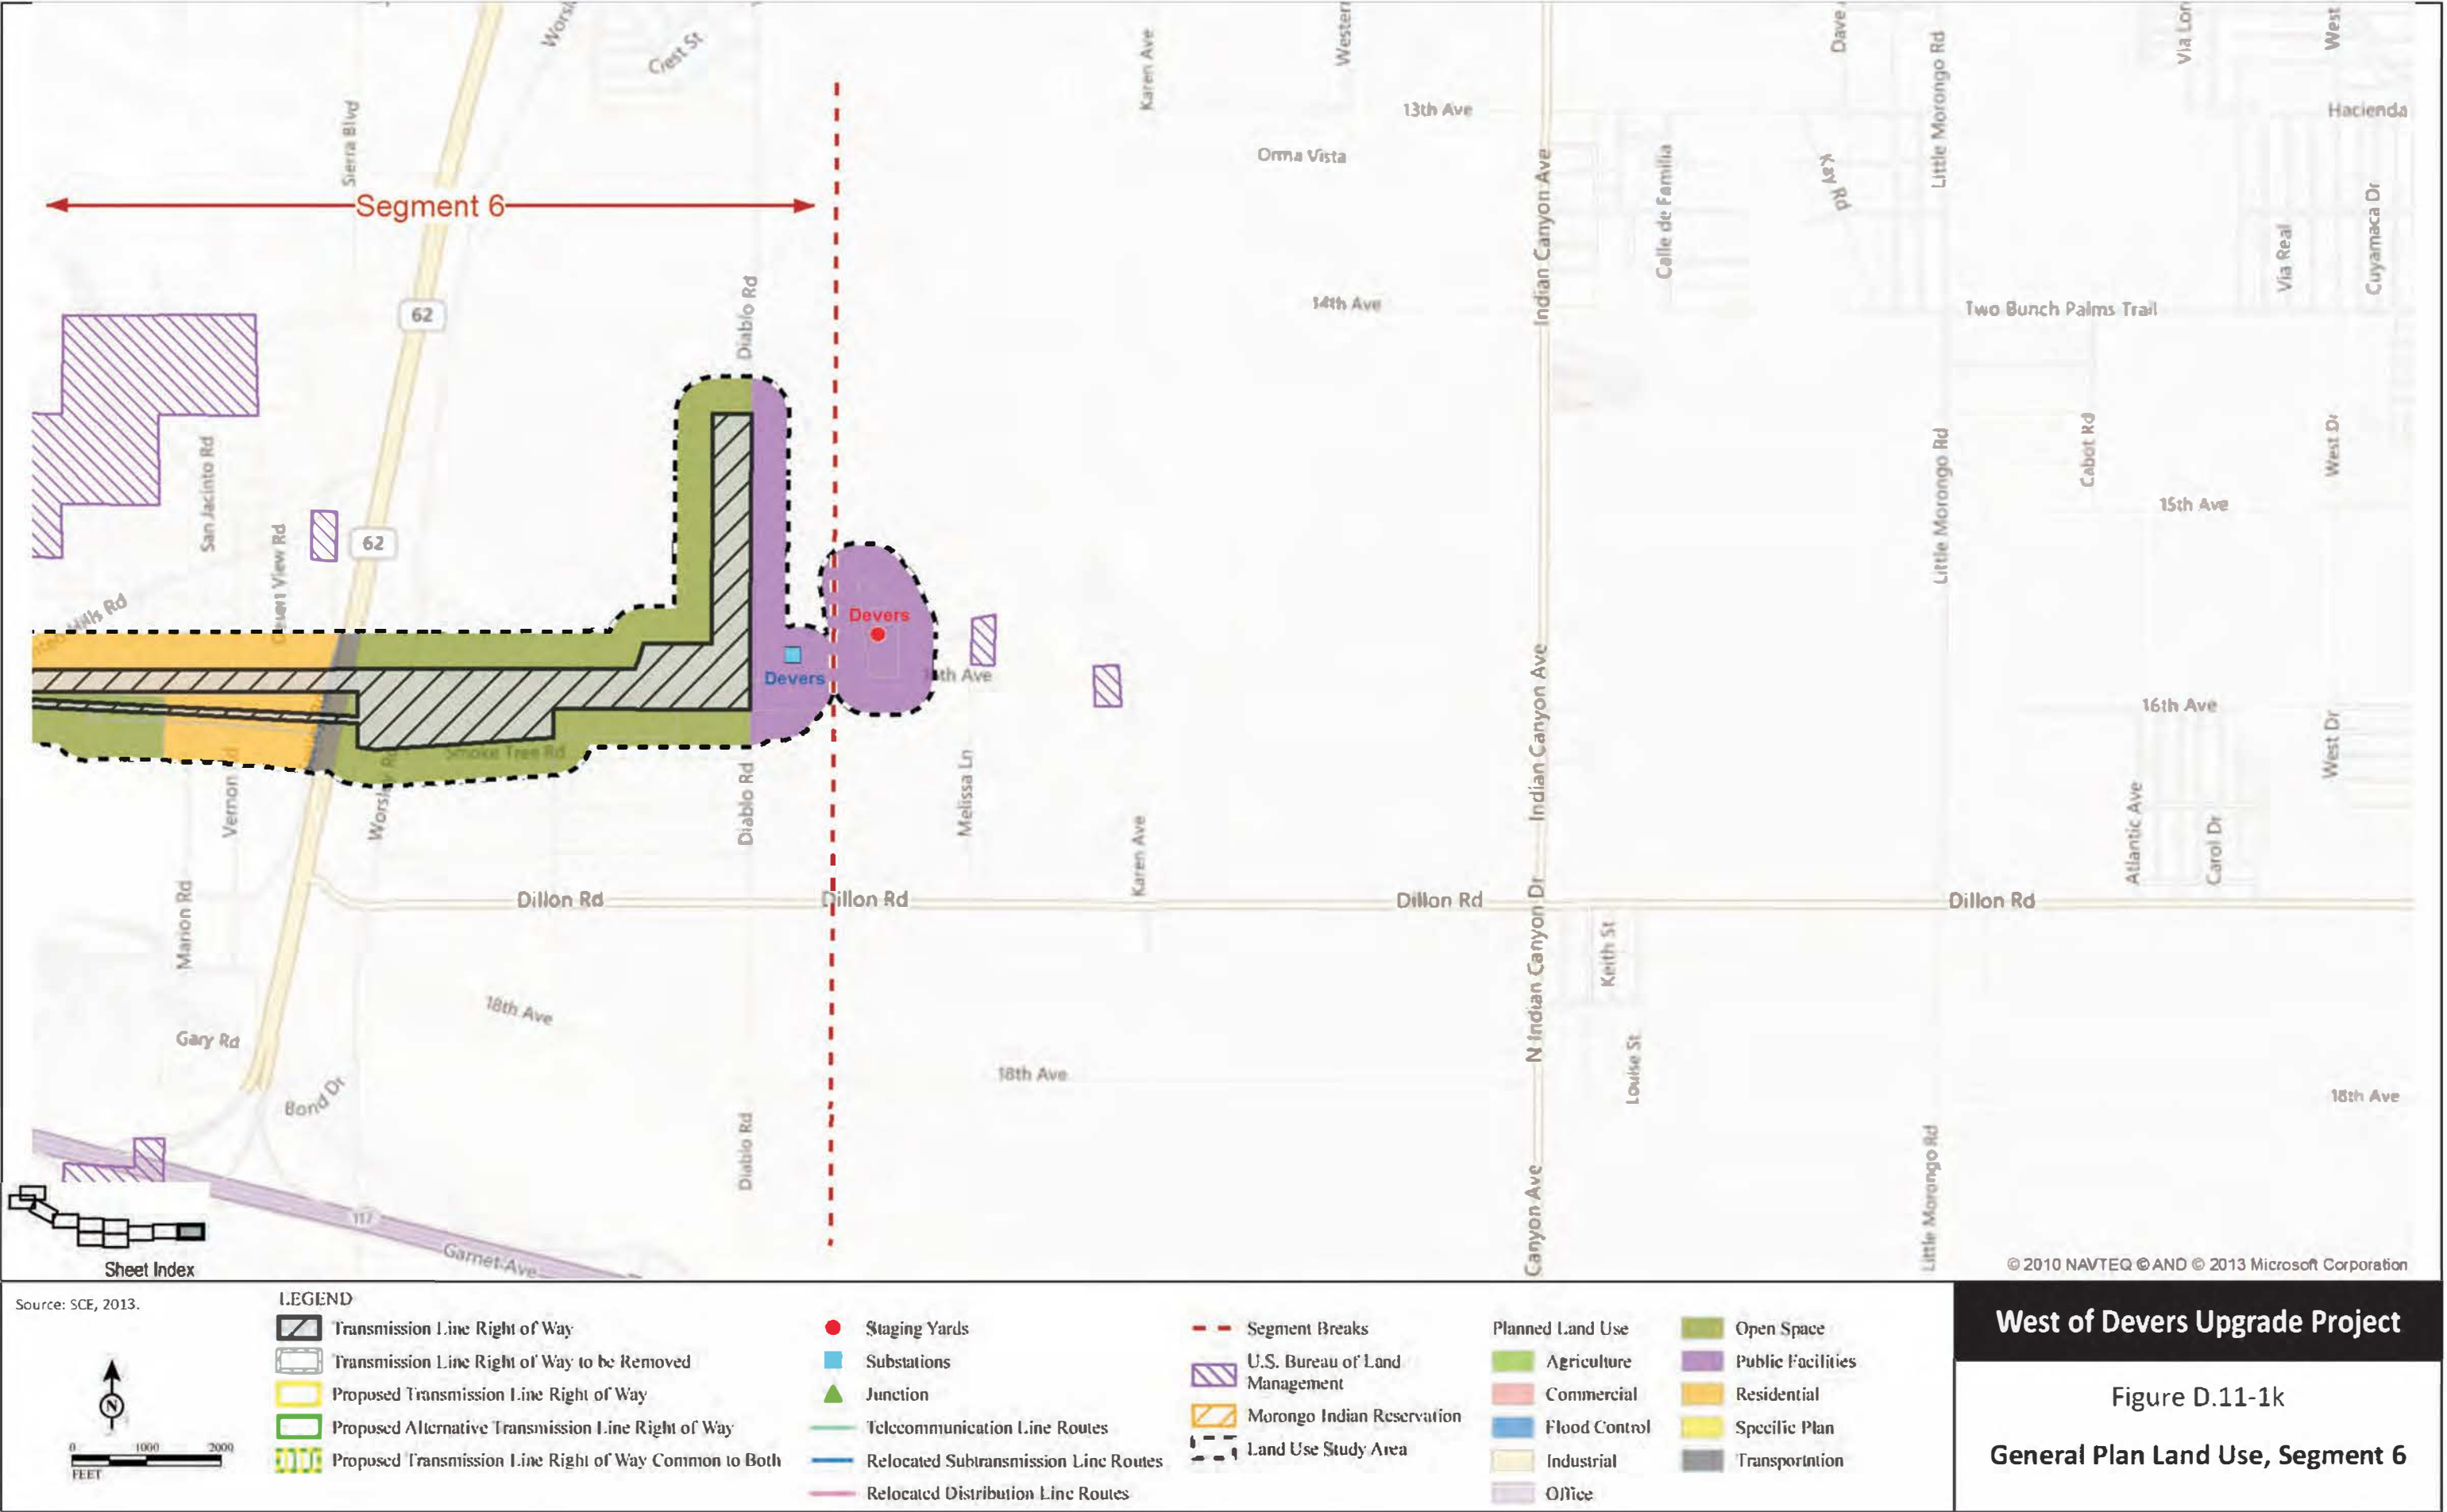 Crest St
Karen Ave
Little Morongo Rd
Sierra Blvd
13th Ave
Hacienda
Orma Vista
Indian Canyon Ave
Calle de Familia
Kay Rd
Cuyamaca Dr
Via Real
Segment 6
62
Diablo Rd
14th Ave
Two Bunch Palms Trail
San Jacinto Rd
62
Little Morongo Rd
Cabot Rd
West Dr
15th Ave
View Rd
Hills Rd
Devers
Devers
th Ave
Indian Canyon Ave
16th Ave
West Dr
Smoke Tree Rd
Vernon
Diablo Rd
Melissa Ln
Karen Ave
Atlantic Ave
Carol Dr
Marion Rd
Dillon Rd
Dillon Rd
Dillon Rd
Dillon Rd
N Indian Canyon Dr
Keith St
18th Ave
Gary Rd
Louise St
18th Ave
18th Ave
Bond Dr
Diablo Rd
Canyon Ave
Little Morongo Rd
Garnet Ave
Sheet Index
© 2010 NAVTEQ © AND © 2013 Microsoft Corporation
Source: SCE, 2013.
N
0 1000 2000
FEET
LEGEND
Transmission Line Right of Way
Transmission Line Right of Way to be Removed
Proposed Transmission Line Right of Way
Proposed Alternative Transmission Line Right of Way
Proposed Transmission Line Right of Way Common to Both
Staging Yards
Substations
Junction
Telecommunication Line Routes
Relocated Subtransmission Line Routes
Relocated Distribution Line Routes
Segment Breaks
U.S. Bureau of Land
Management
Morongo Indian Reservation
Land Use Study Area
Planned Land Use
Agriculture
Commercial
Flood Control
Industrial
Office
Open Space
Public Facilities
Residential
Specific Plan
Transportation
West of Devers Upgrade Project
Figure D.11-1k
General Plan Land Use, Segment 6